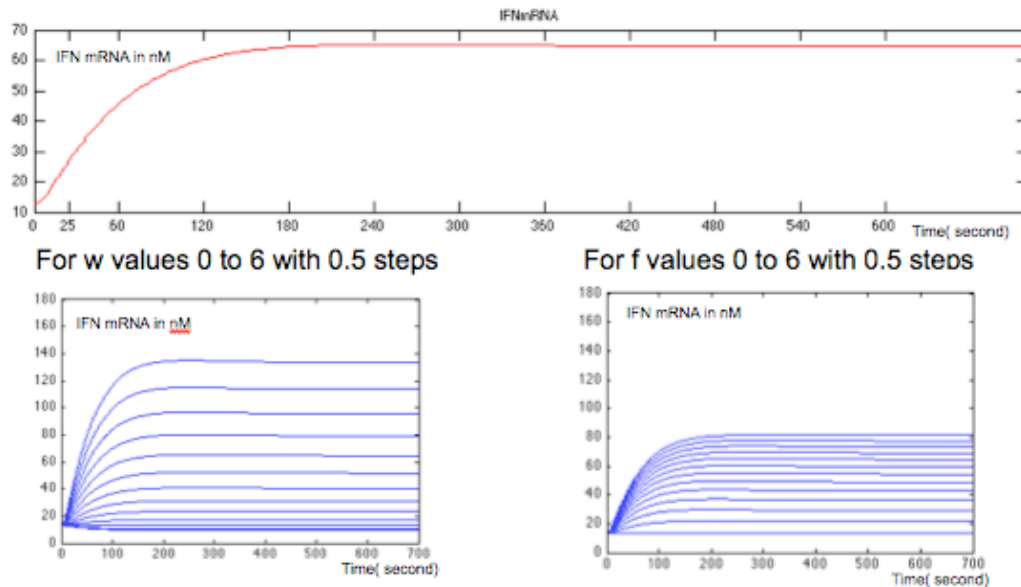 IFNmRNA
70
IFN mRNA in nM
60
50
40
30
20
10
0 25 60 120 180 240 300 360 420 480 540 600
Time( second)
For w values 0 to 6 with 0.5 steps
For f values 0 to 6 with 0.5 steps
180
IFN mRNA in nM
160
140
120
100
80
60
40
20
0
0 100 200 300 400 500 600 700
Time( second)
180
IFN mRNA in nM
160
140
120
100
80
60
40
20
0
0 100 200 300 400 500 600 700
Time( second)